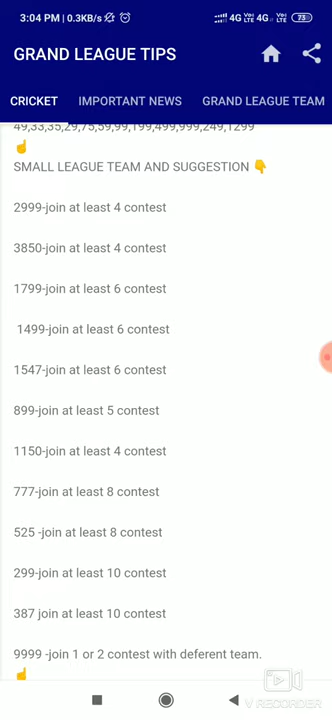 3:04 PM | 0.3KB/s
4G VoLTE 4G VoLTE 73
GRAND LEAGUE TIPS
CRICKET IMPORTANT NEWS GRAND LEAGUE TEAM
49,33,35,29,75,59,99,199,499,999,249,1299
☝
SMALL LEAGUE TEAM AND SUGGESTION 👇
2999-join at least 4 contest
3850-join at least 4 contest
1799-join at least 6 contest
1499-join at least 6 contest
1547-join at least 6 contest
899-join at least 5 contest
1150-join at least 4 contest
777-join at least 8 contest
525 -join at least 8 contest
299-join at least 10 contest
387 join at least 10 contest
9999 -join 1 or 2 contest with deferent team.
☝
V RECORDER